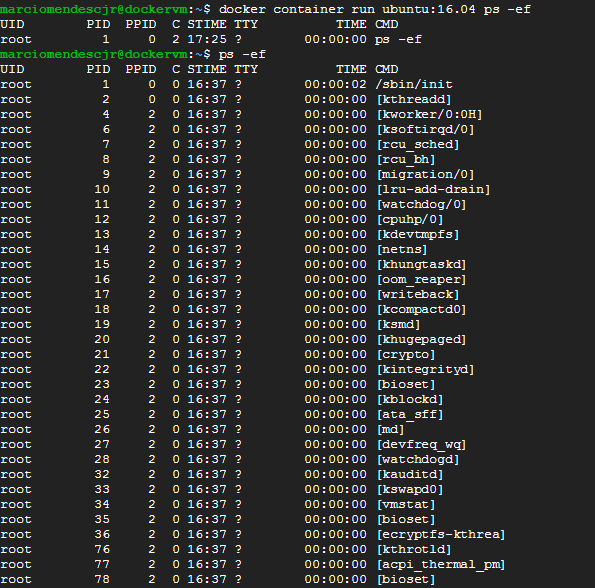 marciomendescjr@dockervm:~$ docker container run ubuntu:16.04 ps -ef
UID        PID  PPID  C STIME TTY          TIME CMD
root         1     0  2 17:25 ?        00:00:00 ps -ef
marciomendescjr@dockervm:~$ ps -ef
UID        PID  PPID  C STIME TTY          TIME CMD
root         1     0  0 16:37 ?        00:00:02 /sbin/init
root         2     0  0 16:37 ?        00:00:00 [kthreadd]
root         4     2  0 16:37 ?        00:00:00 [kworker/0:0H]
root         6     2  0 16:37 ?        00:00:00 [ksoftirqd/0]
root         7     2  0 16:37 ?        00:00:00 [rcu_sched]
root         8     2  0 16:37 ?        00:00:00 [rcu_bh]
root         9     2  0 16:37 ?        00:00:00 [migration/0]
root        10     2  0 16:37 ?        00:00:00 [lru-add-drain]
root        11     2  0 16:37 ?        00:00:00 [watchdog/0]
root        12     2  0 16:37 ?        00:00:00 [cpuhp/0]
root        13     2  0 16:37 ?        00:00:00 [kdevtmpfs]
root        14     2  0 16:37 ?        00:00:00 [netns]
root        15     2  0 16:37 ?        00:00:00 [khungtaskd]
root        16     2  0 16:37 ?        00:00:00 [oom_reaper]
root        17     2  0 16:37 ?        00:00:00 [writeback]
root        18     2  0 16:37 ?        00:00:00 [kcompactd0]
root        19     2  0 16:37 ?        00:00:00 [ksmd]
root        20     2  0 16:37 ?        00:00:00 [khugepaged]
root        21     2  0 16:37 ?        00:00:00 [crypto]
root        22     2  0 16:37 ?        00:00:00 [kintegrityd]
root        23     2  0 16:37 ?        00:00:00 [bioset]
root        24     2  0 16:37 ?        00:00:00 [kblockd]
root        25     2  0 16:37 ?        00:00:00 [ata_sff]
root        26     2  0 16:37 ?        00:00:00 [md]
root        27     2  0 16:37 ?        00:00:00 [devfreq_wq]
root        28     2  0 16:37 ?        00:00:00 [watchdogd]
root        32     2  0 16:37 ?        00:00:00 [kauditd]
root        33     2  0 16:37 ?        00:00:00 [kswapd0]
root        34     2  0 16:37 ?        00:00:00 [vmstat]
root        35     2  0 16:37 ?        00:00:00 [bioset]
root        36     2  0 16:37 ?        00:00:00 [ecryptfs-kthrea]
root        76     2  0 16:37 ?        00:00:00 [kthrotld]
root        77     2  0 16:37 ?        00:00:00 [acpi_thermal_pm]
root        78     2  0 16:37 ?        00:00:00 [bioset]